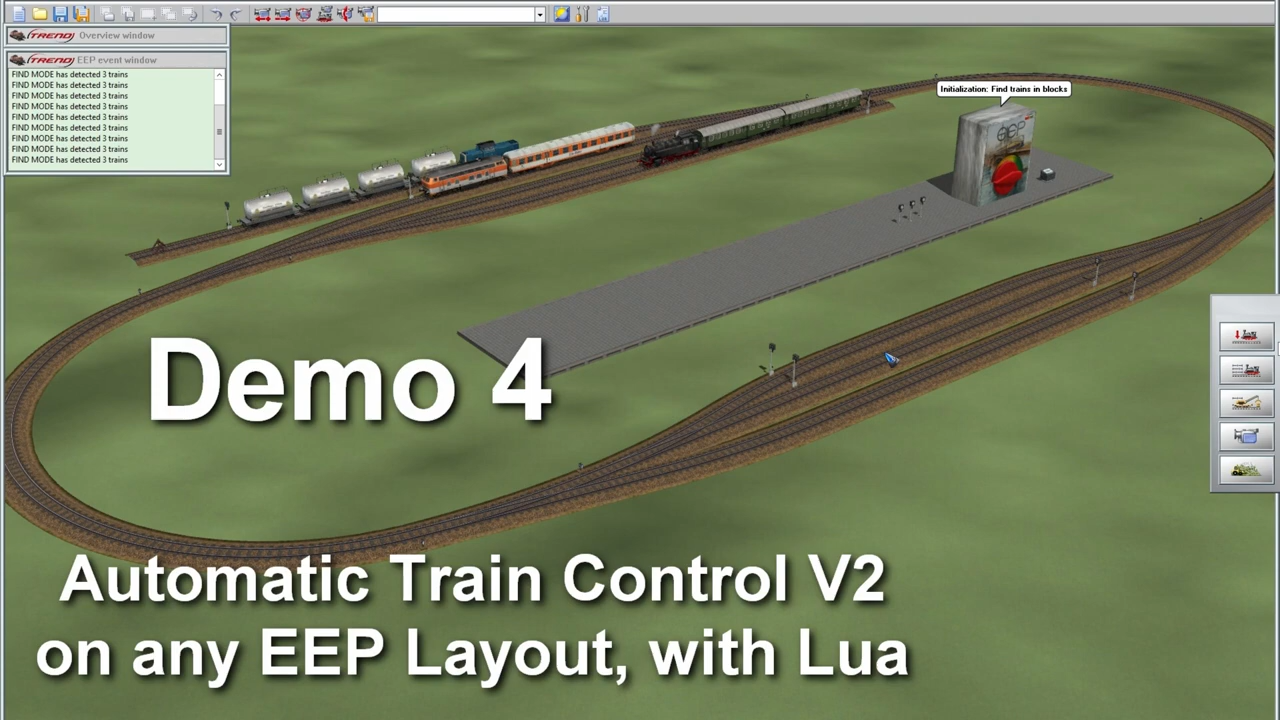 TREND Overview window
TREND EEP event window
FIND MODE has detected 3 trains
FIND MODE has detected 3 trains
FIND MODE has detected 3 trains
FIND MODE has detected 3 trains
FIND MODE has detected 3 trains
FIND MODE has detected 3 trains
FIND MODE has detected 3 trains
FIND MODE has detected 3 trains
FIND MODE has detected 3 trains
Initialization: Find trains in blocks
EEP
Demo 4
Automatic Train Control V2
on any EEP Layout, with Lua